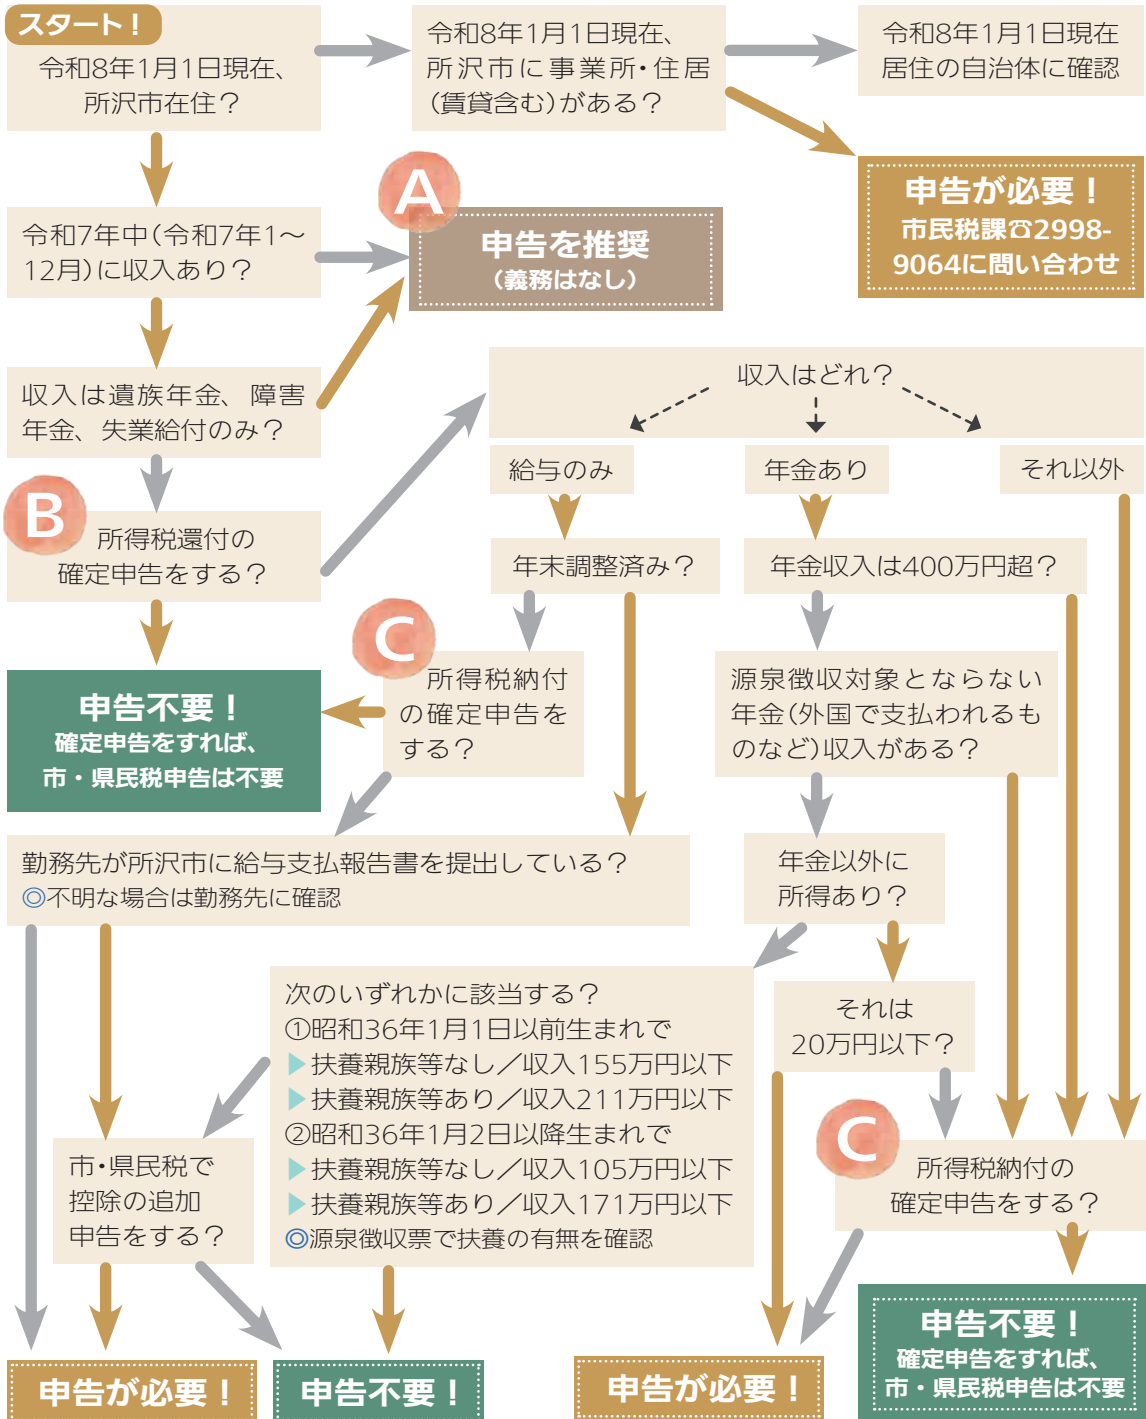 スタート！
令和8年1月1日現在、
所沢市在住？
令和8年1月1日現在、
所沢市に事業所・住居
（賃貸含む）がある？
令和8年1月1日現在
居住の自治体に確認
申告が必要！
市民税課☎2998-
9064に問い合わせ
令和7年中（令和7年1〜
12月）に収入あり？
A
申告を推奨
（義務はなし）
収入は遺族年金、障害
年金、失業給付のみ？
収入はどれ？
給与のみ
年金あり
それ以外
B
所得税還付の
確定申告をする？
年末調整済み？
年金収入は400万円超？
申告不要！
確定申告をすれば、
市・県民税申告は不要
C
所得税納付
の確定申告を
する？
源泉徴収対象とならない
年金（外国で支払われるも
のなど）収入がある？
勤務先が所沢市に給与支払報告書を提出している？
◎不明な場合は勤務先に確認
年金以外に
所得あり？
次のいずれかに該当する？
①昭和36年1月1日以前生まれで
▶扶養親族等なし／収入155万円以下
▶扶養親族等あり／収入211万円以下
②昭和36年1月2日以降生まれで
▶扶養親族等なし／収入105万円以下
▶扶養親族等あり／収入171万円以下
◎源泉徴収票で扶養の有無を確認
それは
20万円以下？
市・県民税で
控除の追加
申告をする？
C
所得税納付の
確定申告をする？
申告が必要！
申告不要！
申告が必要！
申告不要！
確定申告をすれば、
市・県民税申告は不要